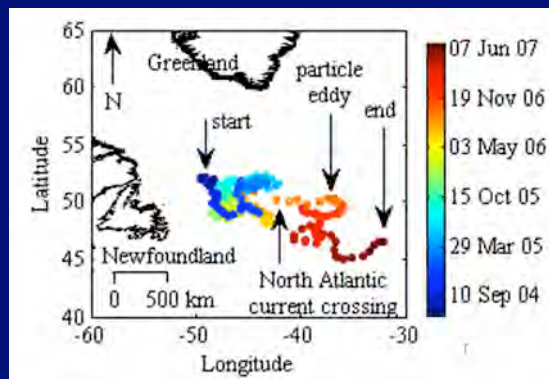 65
60
55
50
45
40
Latitude
-60
-50
-40
-30
Longitude
Greenland
N
start
particle
eddy
end
Newfoundland
0 500 km
North Atlantic
current crossing
07 Jun 07
19 Nov 06
03 May 06
15 Oct 05
29 Mar 05
10 Sep 04